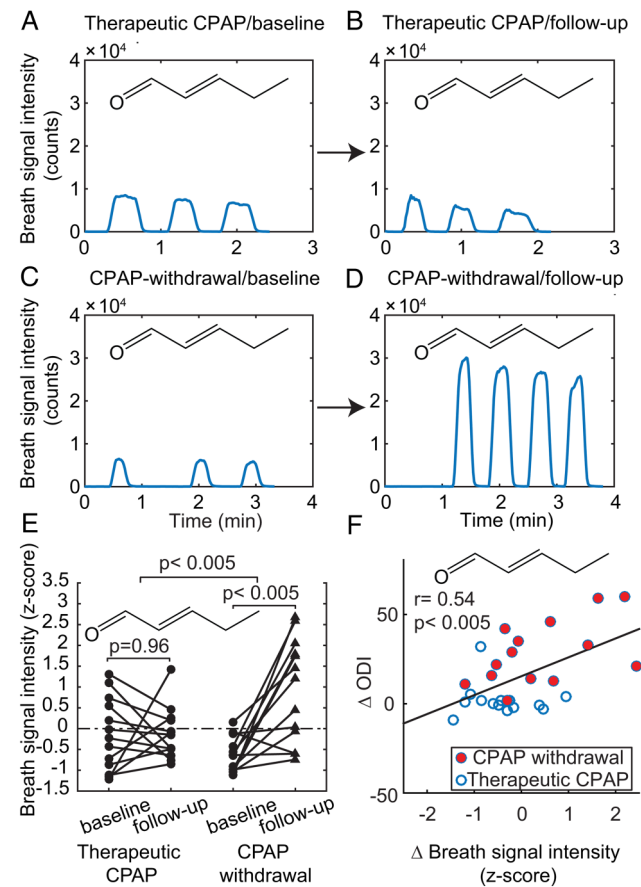 A Therapeutic CPAP/baseline
×10⁴
4
3
2
1
0
0 1 2 3
Breath signal intensity
(counts)
O
B Therapeutic CPAP/follow-up
×10⁴
4
3
2
1
0
0 1 2 3
O
C CPAP-withdrawal/baseline
×10⁴
4
3
2
1
0
0 1 2 3 4
Breath signal intensity
(counts)
Time (min)
O
D CPAP-withdrawal/follow-up
×10⁴
4
3
2
1
0
0 1 2 3 4
Time (min)
O
E
p< 0.005
p< 0.005
p=0.96
O
Breath signal intensity (z-score)
3.5
3
2.5
2
1.5
1
0.5
0
-0.5
-1
-1.5
baseline follow-up baseline follow-up
Therapeutic
CPAP
CPAP
withdrawal
F
O
r= 0.54
p< 0.005
Δ ODI
50
0
-50
CPAP withdrawal
Therapeutic CPAP
-2 -1 0 1 2
Δ Breath signal intensity
(z-score)